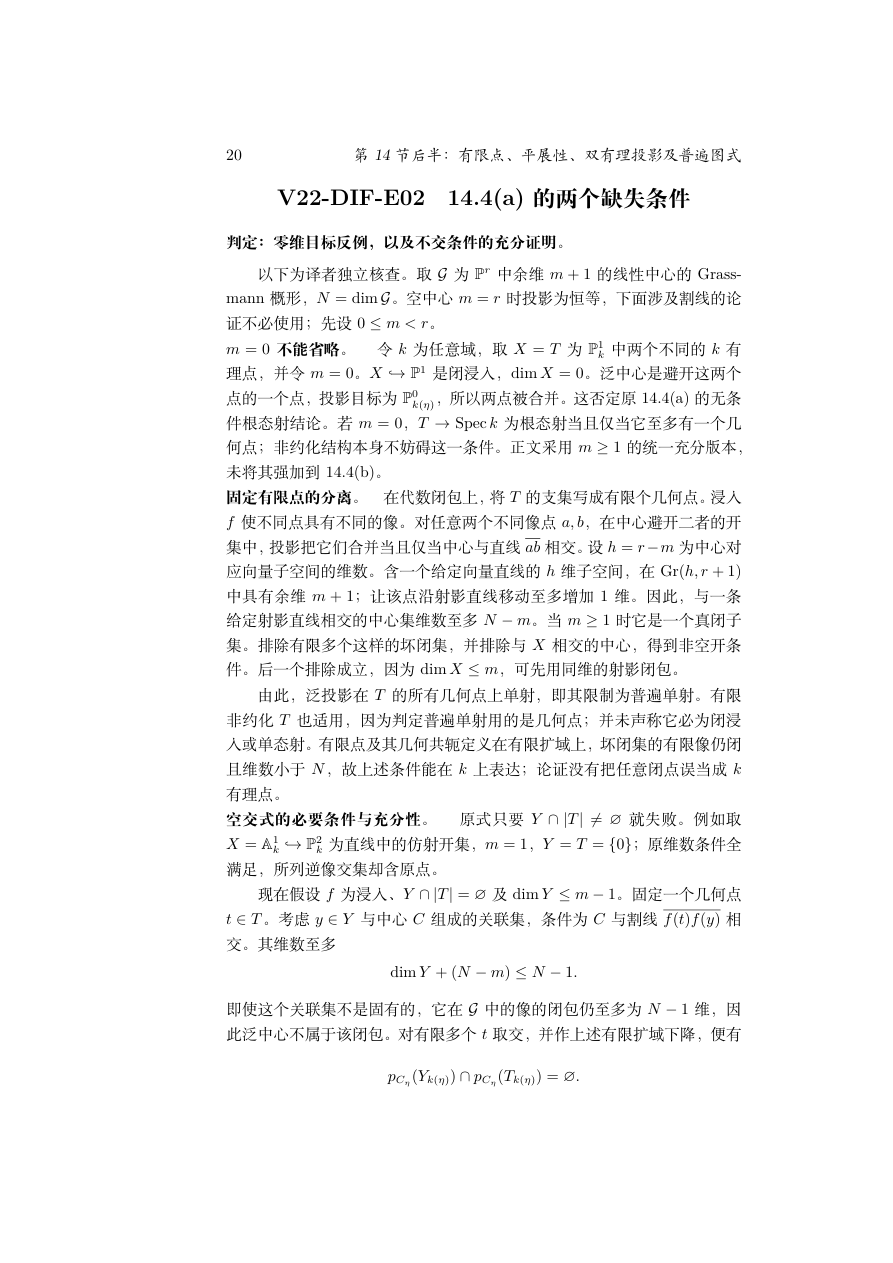 20 第 14 节后半：有限点、平展性、双有理投影及普遍图式
V22-DIF-E02 14.4(a) 的两个缺失条件
判定：零维目标反例，以及不交条件的充分证明。
以下为译者独立核查。取 𝒢 为 ℙ^r 中余维 m + 1 的线性中心的 Grass-
mann 概形，N = dim 𝒢。空中心 m = r 时投影为恒等，下面涉及割线的论
证不必使用；先设 0 ≤ m < r。
m = 0 不能省略。 令 k 为任意域，取 X = T 为 ℙ^1_k 中两个不同的 k 有
理点，并令 m = 0。X ↪ ℙ^1 是闭浸入，dim X = 0。泛中心是避开这两个
点的一个点，投影目标为 ℙ^0_{k(η)}，所以两点被合并。这否定原 14.4(a) 的无条
件根态射结论。若 m = 0，T → Spec k 为根态射当且仅当它至多有一个几
何点；非约化结构本身不妨碍这一条件。正文采用 m ≥ 1 的统一充分版本，
未将其强加到 14.4(b)。
固定有限点的分离。 在代数闭包上，将 T 的支集写成有限个几何点。浸入
f 使不同点具有不同的像。对任意两个不同像点 a, b，在中心避开二者的开
集中，投影把它们合并当且仅当中心与直线 \overline{ab} 相交。设 h = r − m 为中心对
应向量子空间的维数。含一个给定向量直线的 h 维子空间，在 Gr(h, r + 1)
中具有余维 m + 1；让该点沿射影直线移动至多增加 1 维。因此，与一条
给定射影直线相交的中心集维数至多 N − m。当 m ≥ 1 时它是一个真闭子
集。排除有限多个这样的坏闭集，并排除与 X 相交的中心，得到非空开条
件。后一个排除成立，因为 dim X ≤ m，可先用同维的射影闭包。
由此，泛投影在 T 的所有几何点上单射，即其限制为普遍单射。有限
非约化 T 也适用，因为判定普遍单射用的是几何点；并未声称它必为闭浸
入或单态射。有限点及其几何共轭定义在有限扩域上，坏闭集的有限像仍闭
且维数小于 N，故上述条件能在 k 上表达；论证没有把任意闭点误当成 k
有理点。
空交式的必要条件与充分性。 原式只要 Y ∩ |T| ≠ ∅ 就失败。例如取
X = 𝔸^1_k ↪ ℙ^2_k 为直线中的仿射开集，m = 1，Y = T = {0}；原维数条件全
满足，所列逆像交集却含原点。
现在假设 f 为浸入、Y ∩ |T| = ∅ 及 dim Y ≤ m − 1。固定一个几何点
t ∈ T。考虑 y ∈ Y 与中心 C 组成的关联集，条件为 C 与割线 \overline{f(t)f(y)} 相
交。其维数至多
dim Y + (N − m) ≤ N − 1.
即使这个关联集不是固有的，它在 𝒢 中的像的闭包仍至多为 N − 1 维，因
此泛中心不属于该闭包。对有限多个 t 取交，并作上述有限扩域下降，便有
p_{C_η}(Y_{k(η)}) ∩ p_{C_η}(T_{k(η)}) = ∅.